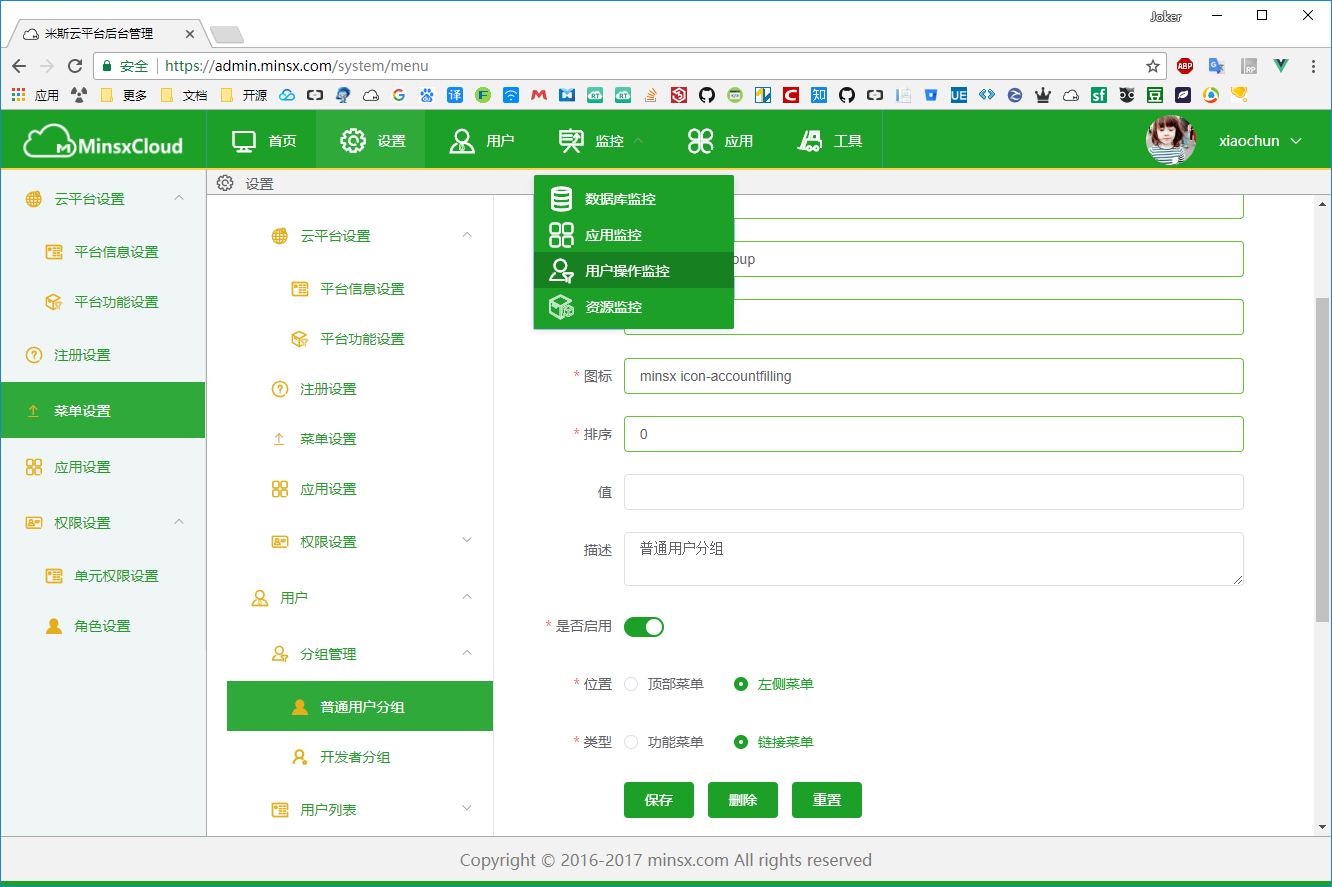 Joker
米斯云平台后台管理
安全 https://admin.minsx.com/system/menu
ABP
RP
应用 更多 文档 开源
译
RT
RT
知
UE
sf
豆
MinsxCloud 首页 设置 用户 监控 应用 工具 xiaochun
设置
云平台设置
平台信息设置
平台功能设置
注册设置
菜单设置
应用设置
权限设置
单元权限设置
角色设置
云平台设置
平台信息设置
平台功能设置
注册设置
菜单设置
应用设置
权限设置
用户
分组管理
普通用户分组
开发者分组
用户列表
数据库监控
应用监控
用户操作监控
资源监控
oup
* 图标 minsx icon-accountfilling
* 排序 0
值
描述 普通用户分组
* 是否启用
* 位置 顶部菜单 左侧菜单
* 类型 功能菜单 链接菜单
保存 删除 重置
Copyright © 2016-2017 minsx.com All rights reserved